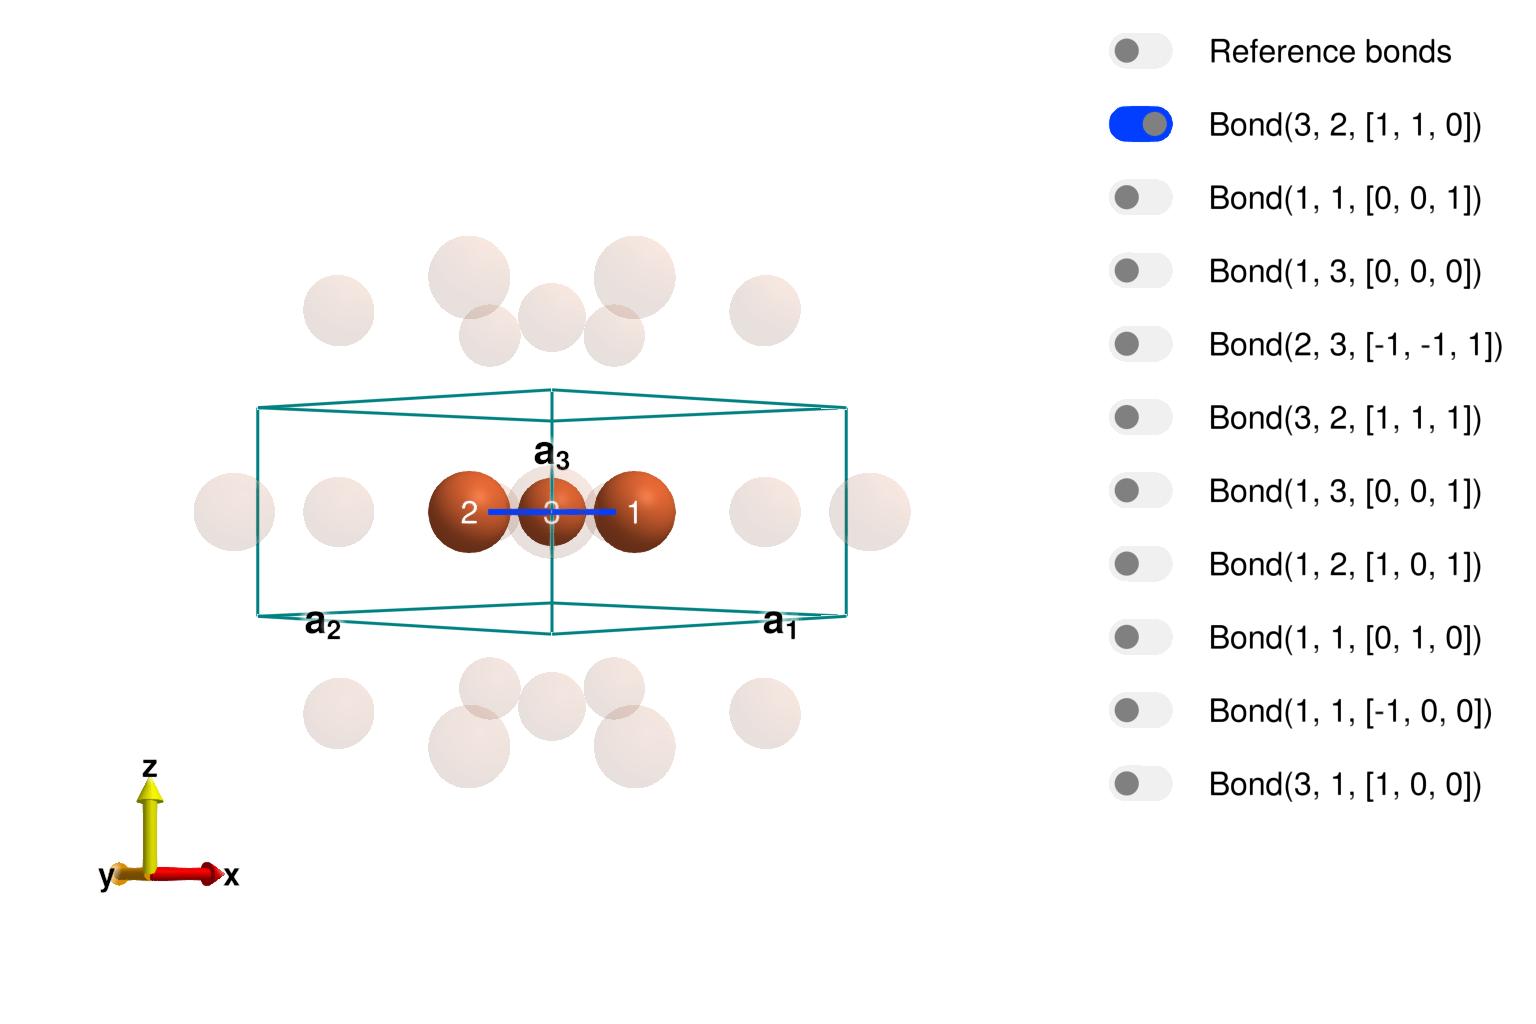 Reference bonds
Bond(3, 2, [1, 1, 0])
Bond(1, 1, [0, 0, 1])
Bond(1, 3, [0, 0, 0])
Bond(2, 3, [-1, -1, 1])
Bond(3, 2, [1, 1, 1])
Bond(1, 3, [0, 0, 1])
Bond(1, 2, [1, 0, 1])
Bond(1, 1, [0, 1, 0])
Bond(1, 1, [-1, 0, 0])
Bond(3, 1, [1, 0, 0])
a₃
2 3 1
a₂ a₁
z
y x